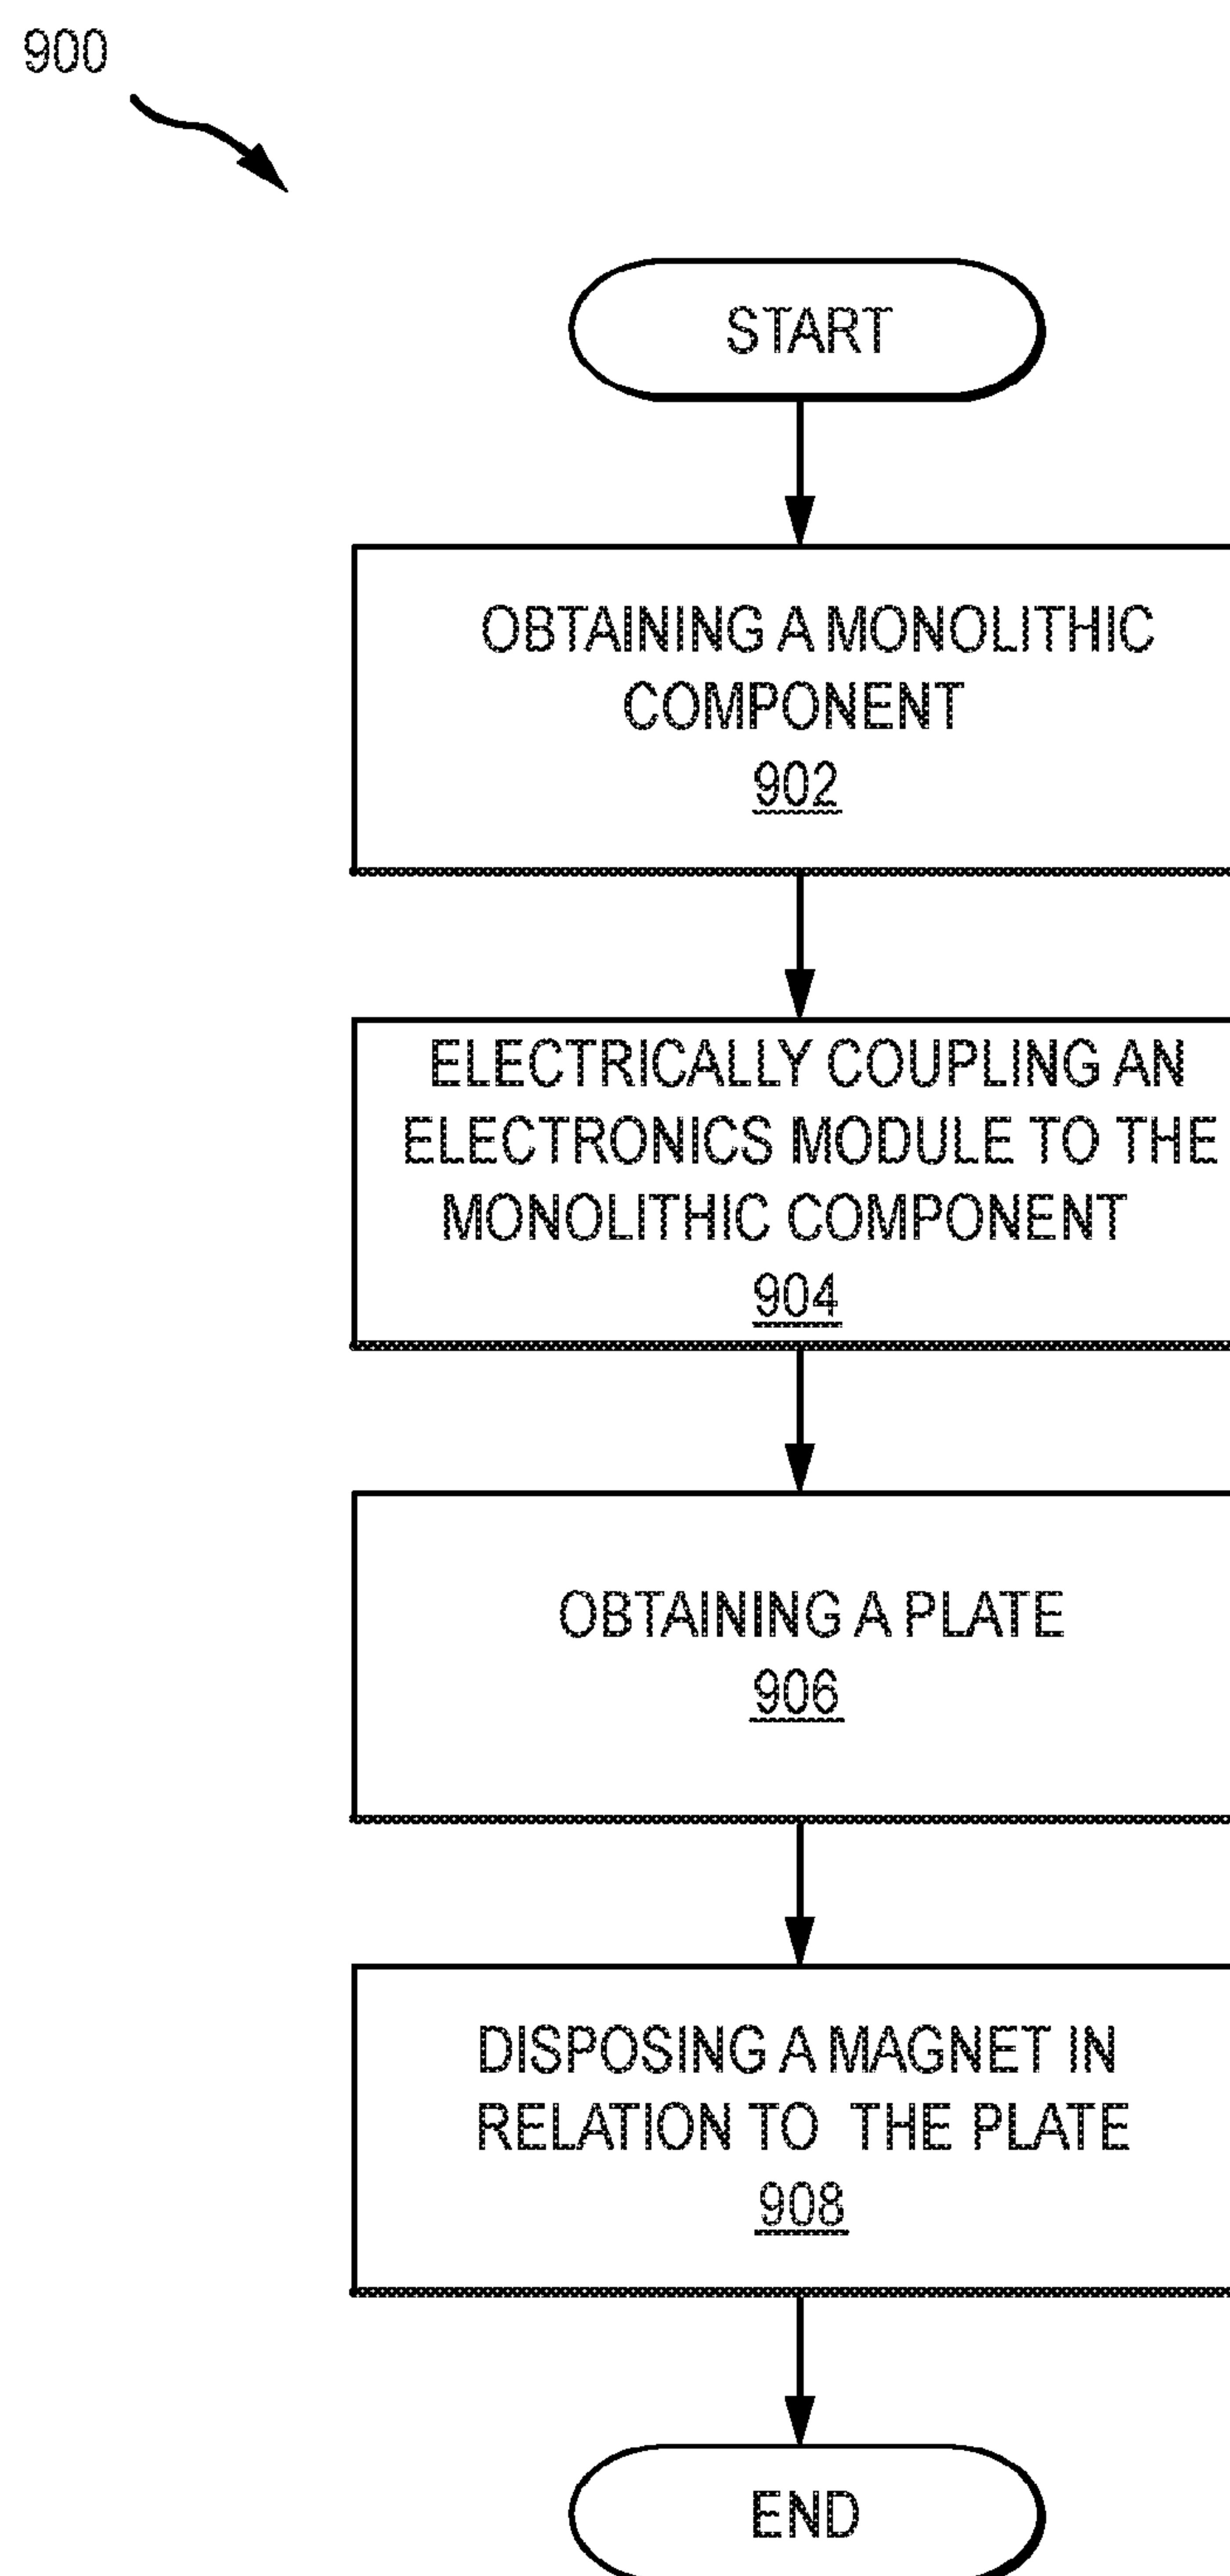 900
START
OBTAINING A MONOLITHIC
COMPONENT
902
ELECTRICALLY COUPLING AN
ELECTRONICS MODULE TO THE
MONOLITHIC COMPONENT
904
OBTAINING A PLATE
906
DISPOSING A MAGNET IN
RELATION TO THE PLATE
908
END